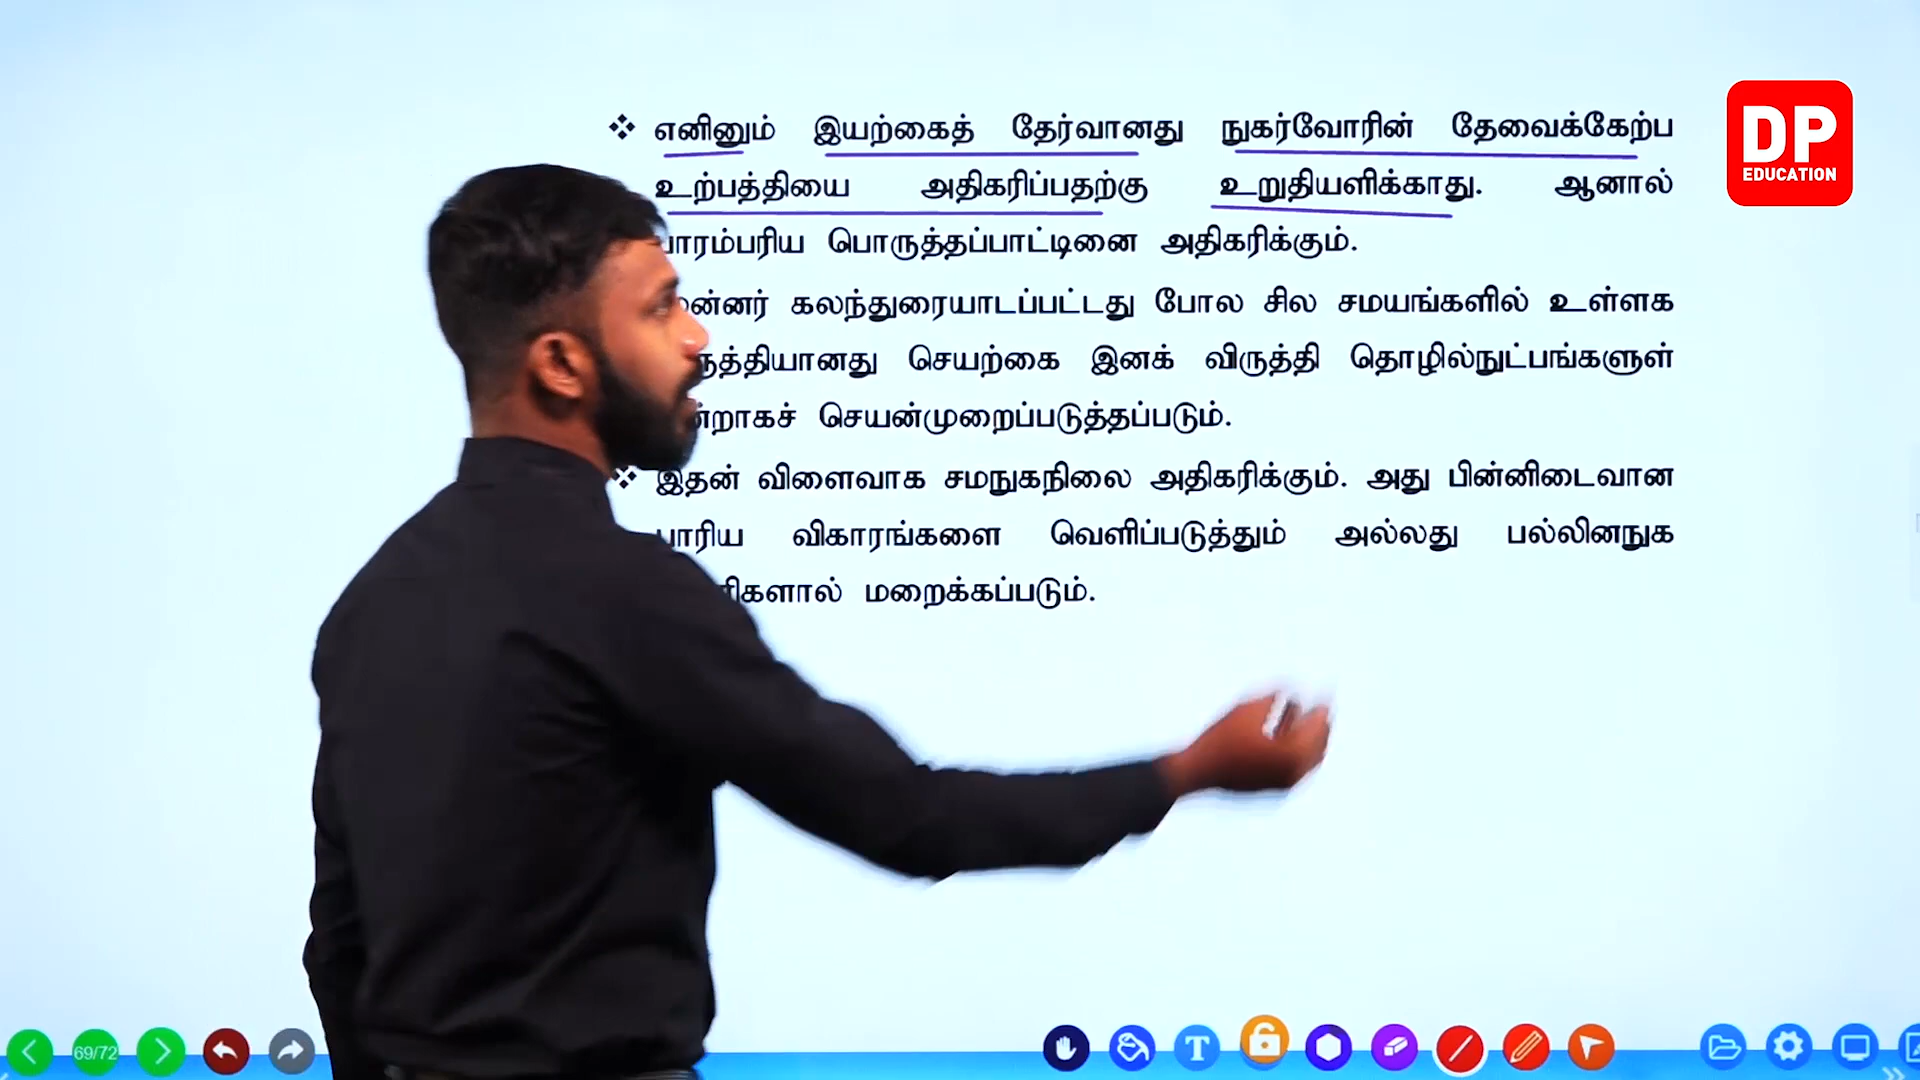 ❖ எனினும் இயற்கைத் தேர்வானது நுகர்வோரின் தேவைக்கேற்ப
உற்பத்தியை அதிகரிப்பதற்கு உறுதியளிக்காது. ஆனால்
பொருத்தப்பாட்டினை அதிகரிக்கும்.
கலந்துரையாடப்பட்டது போல சில சமயங்களில் உள்ளக
செயற்கை இனக் விருத்தி தொழில்நுட்பங்களுள்
செயன்முறைப்படுத்தப்படும்.
❖ இதன் விளைவாக சமநுகநிலை அதிகரிக்கும். அது பின்னிடைவான
விகாரங்களை வெளிப்படுத்தும் அல்லது பல்லினநுக
மறைக்கப்படும்.
DP
EDUCATION
69/72
T